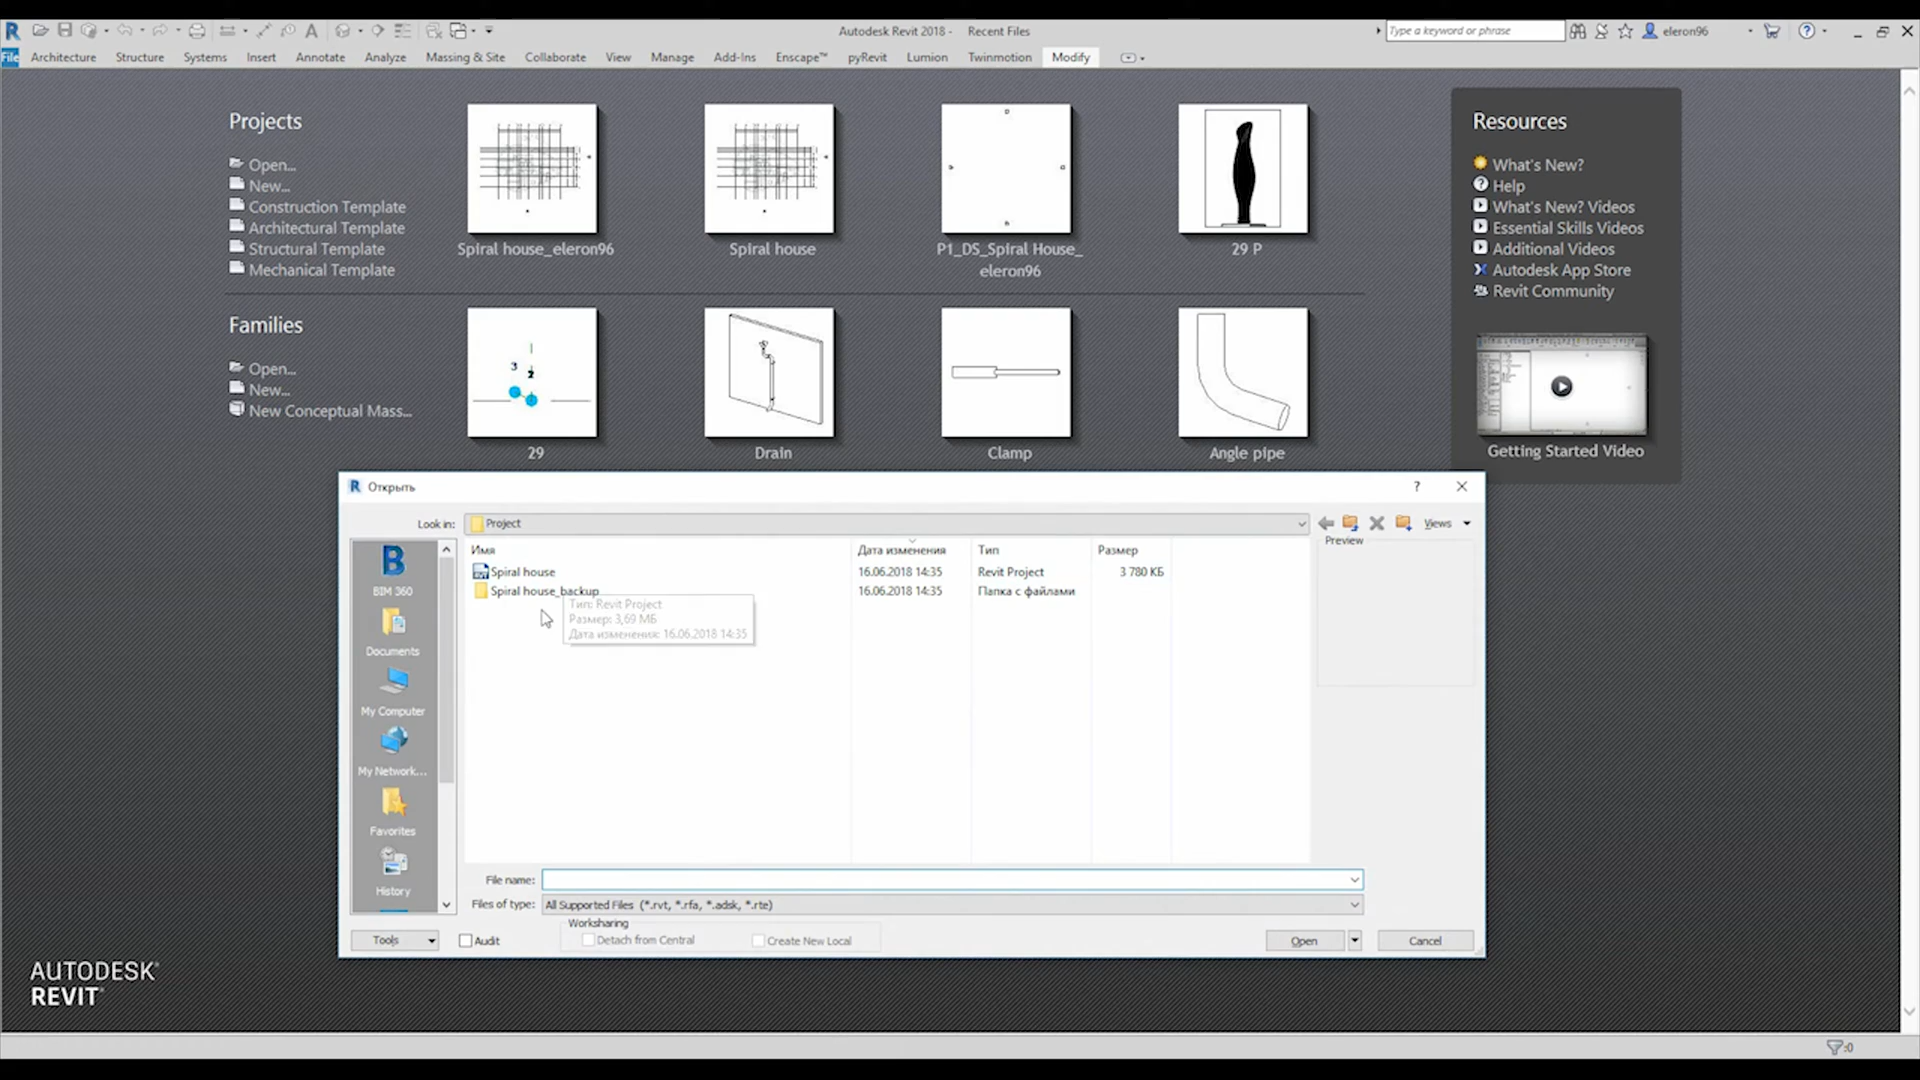 Autodesk Revit 2018 - Recent Files
Type a keyword or phrase
eleron96
File Architecture Structure Systems Insert Annotate Analyze Massing & Site Collaborate View Manage Add-Ins Enscape™ pyRevit Lumion Twinmotion Modify
Projects
Open...
New...
Construction Template
Architectural Template
Structural Template
Mechanical Template
Spiral house_eleron96
Spiral house
P1_DS_Spiral House_
eleron96
29 P
Resources
What's New?
Help
What's New? Videos
Essential Skills Videos
Additional Videos
Autodesk App Store
Revit Community
Getting Started Video
Families
Open...
New...
New Conceptual Mass...
3
2
29
Drain
Clamp
Angle pipe
Открыть
Look in: Project
Views
Preview
BIM 360
Documents
My Computer
My Network...
Favorites
History
Имя Дата изменения Тип Размер
Spiral house 16.06.2018 14:35 Revit Project 3 780 КБ
Spiral house_backup 16.06.2018 14:35 Папка с файлами
Тип: Revit Project
Размер: 3,69 МБ
Дата изменения: 16.06.2018 14:35
File name:
Files of type: All Supported Files (*.rvt, *.rfa, *.adsk, *.rte)
Worksharing
Tools Audit Detach from Central Create New Local Open Cancel
AUTODESK®
REVIT®
:0